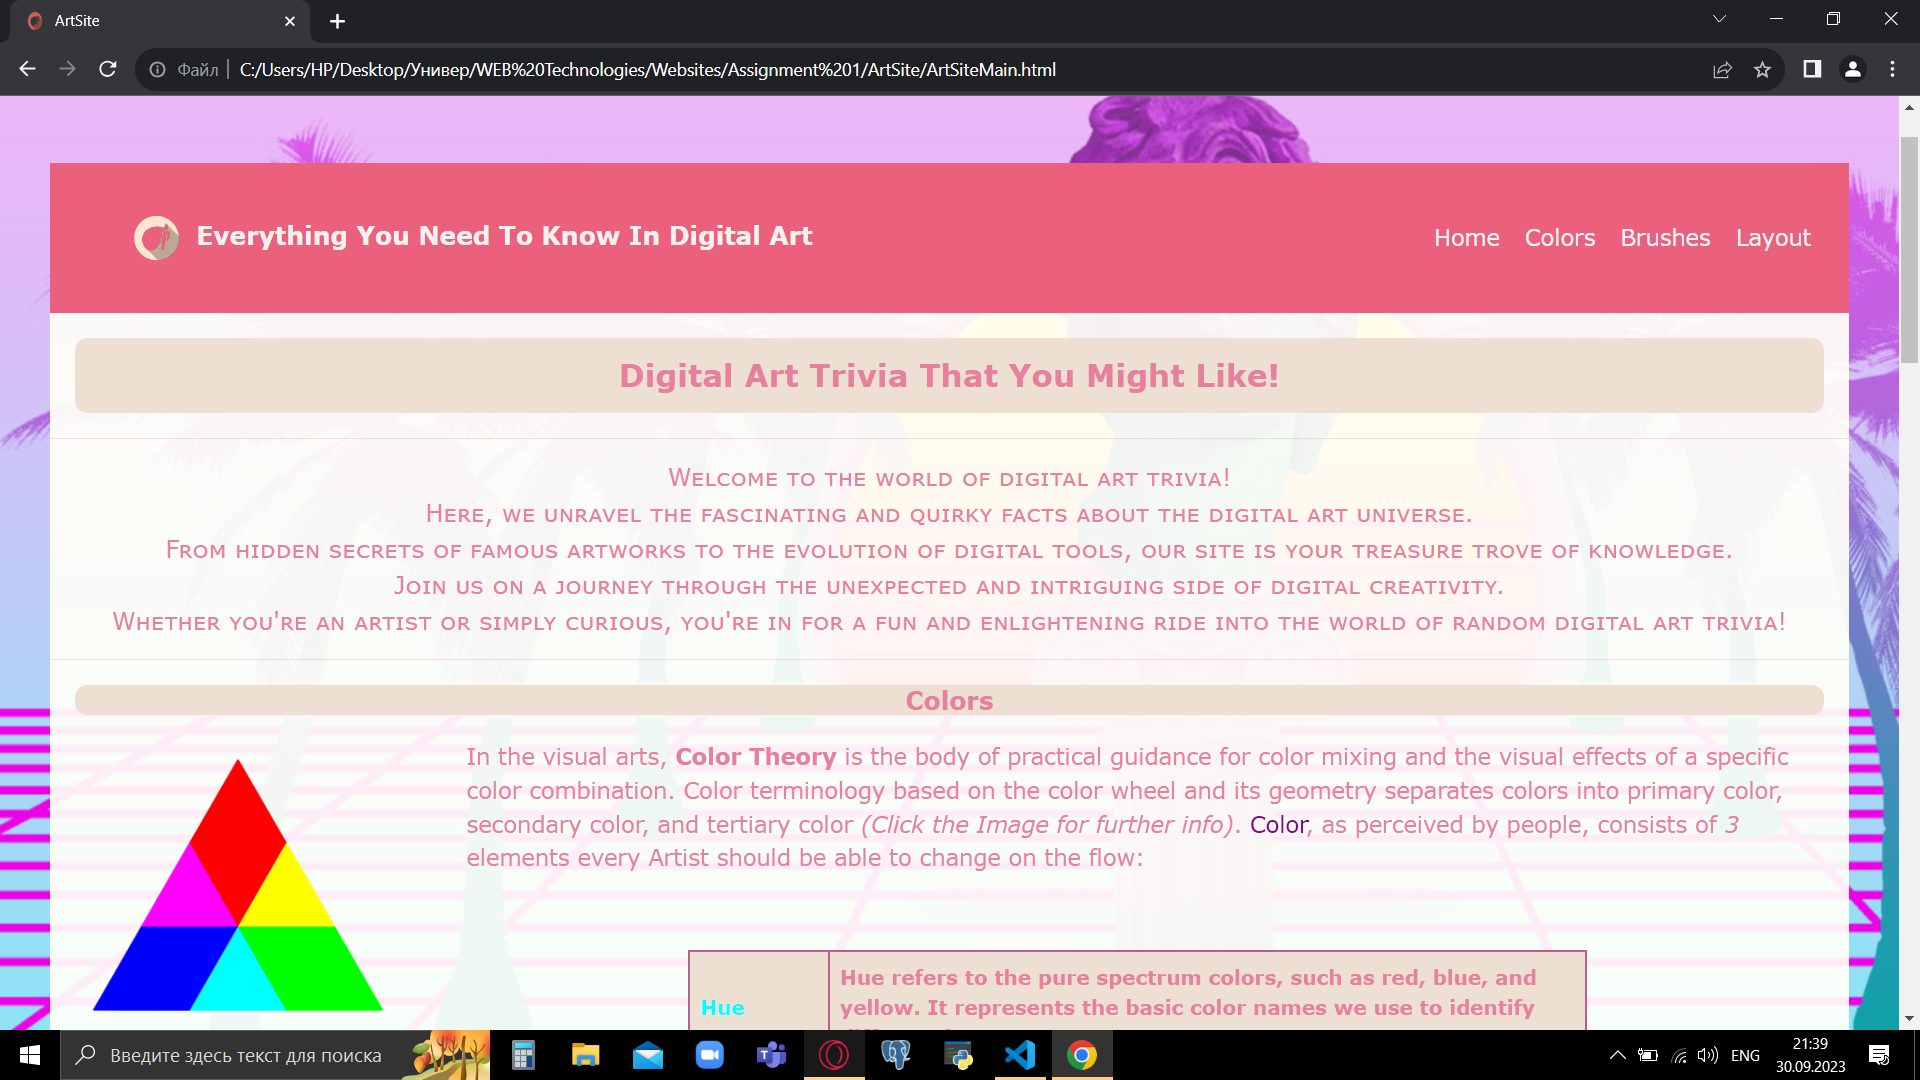 ArtSite
Файл
C:/Users/HP/Desktop/Универ/WEB%20Technologies/Websites/Assignment%201/ArtSite/ArtSiteMain.html
Everything You Need To Know In Digital Art
Home Colors Brushes Layout
Digital Art Trivia That You Might Like!
Welcome to the world of digital art trivia!
Here, we unravel the fascinating and quirky facts about the digital art universe.
From hidden secrets of famous artworks to the evolution of digital tools, our site is your treasure trove of knowledge.
Join us on a journey through the unexpected and intriguing side of digital creativity.
Whether you're an artist or simply curious, you're in for a fun and enlightening ride into the world of random digital art trivia!
Colors
In the visual arts, Color Theory is the body of practical guidance for color mixing and the visual effects of a specific
color combination. Color terminology based on the color wheel and its geometry separates colors into primary color,
secondary color, and tertiary color (Click the Image for further info). Color, as perceived by people, consists of 3
elements every Artist should be able to change on the flow:
Hue
Hue refers to the pure spectrum colors, such as red, blue, and
yellow. It represents the basic color names we use to identify
Введите здесь текст для поиска
ENG
21:39
30.09.2023